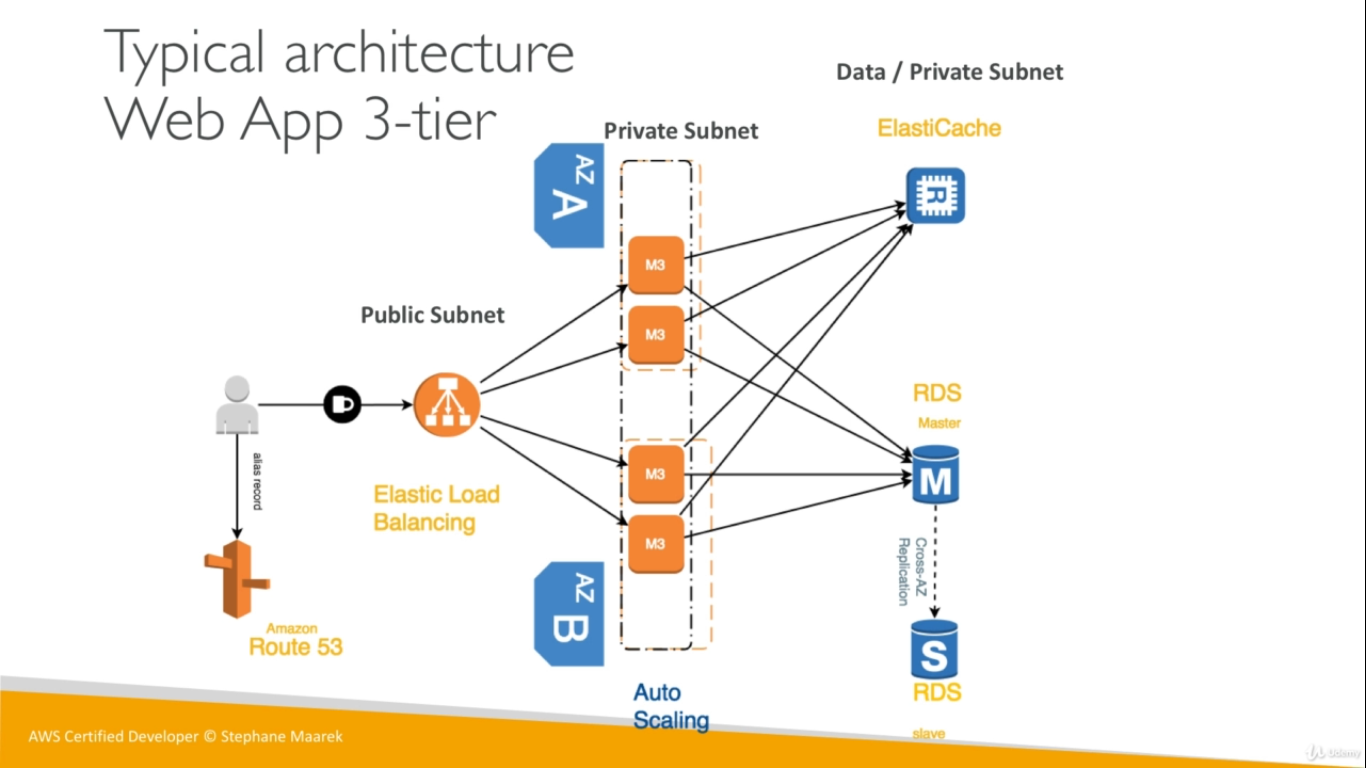 Typical architecture
Web App 3-tier
Data / Private Subnet
ElastiCache
R
Private Subnet
AZ
A
M3
M3
Public Subnet
alias record
Amazon
Route 53
Elastic Load
Balancing
M3
M3
AZ
B
Auto
Scaling
RDS
Master
M
Cross-AZ
Replication
S
RDS
slave
AWS Certified Developer © Stephane Maarek
Udemy